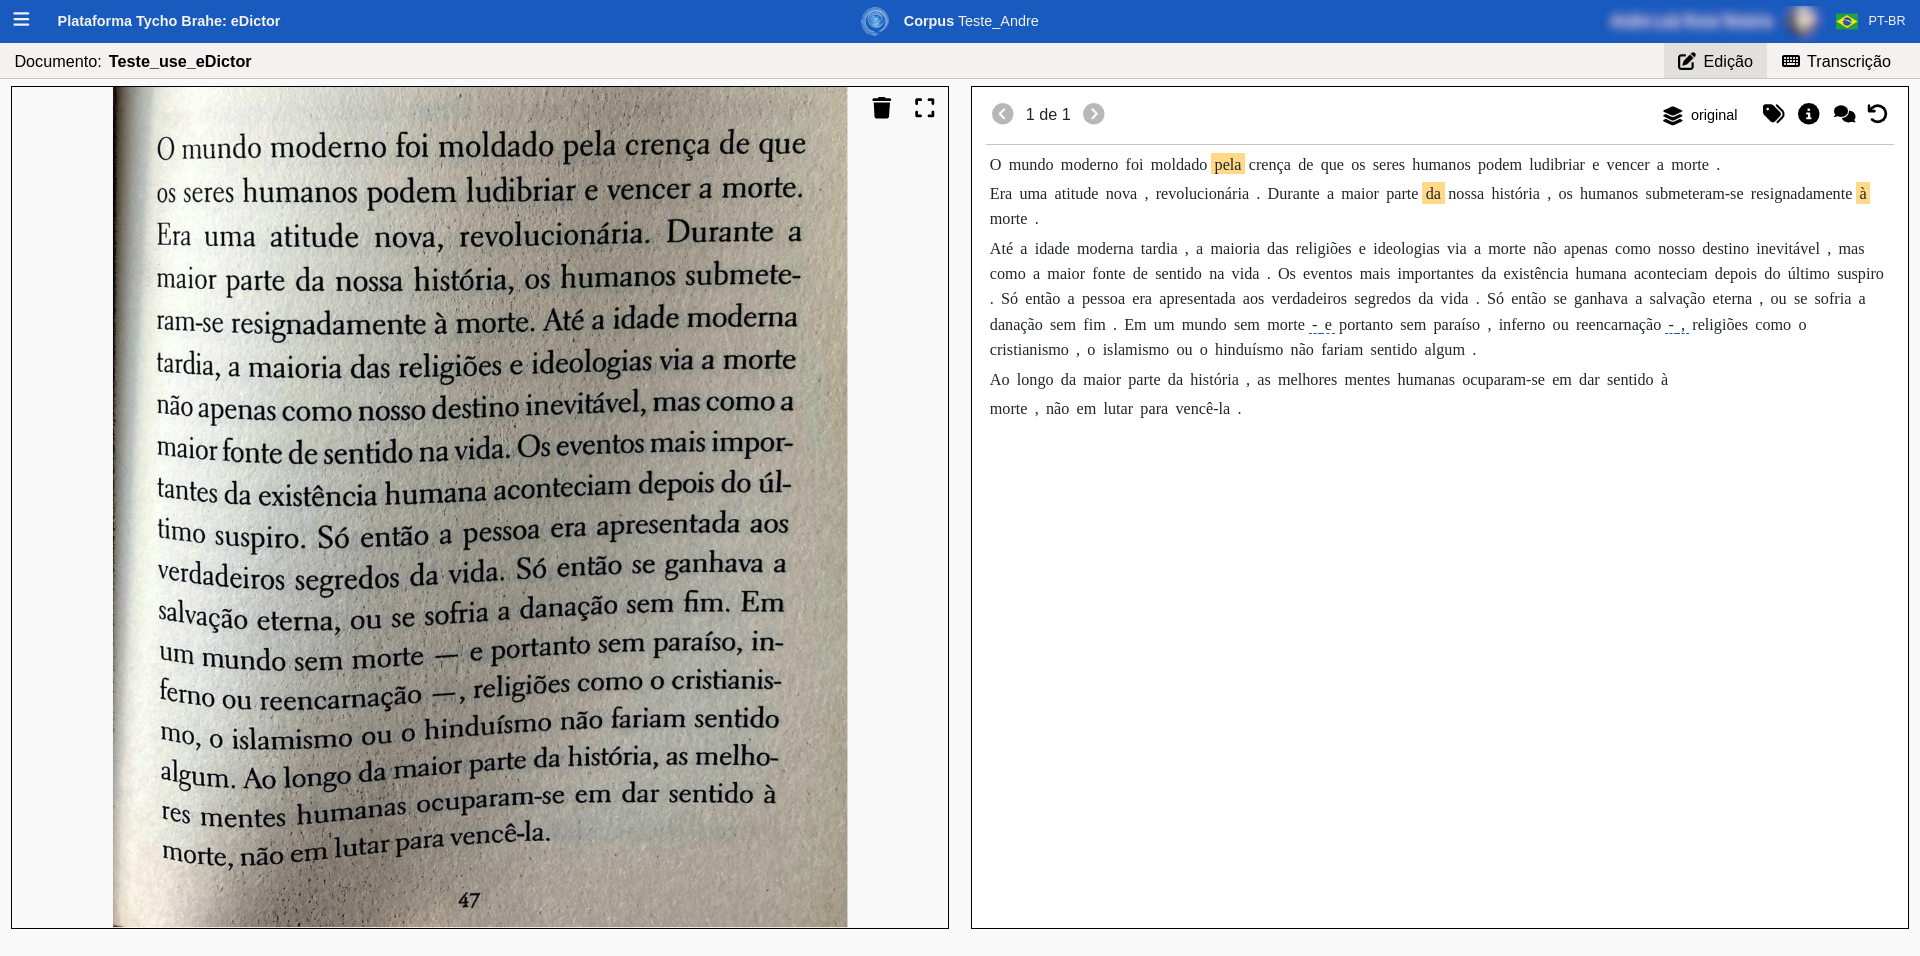 Plataforma Tycho Brahe: eDictor
Corpus Teste_Andre
PT-BR
Documento: Teste_use_eDictor
Edição
Transcrição
O mundo moderno foi moldado pela crença de que
os seres humanos podem ludibriar e vencer a morte.
Era uma atitude nova, revolucionária. Durante a
maior parte da nossa história, os humanos submete-
ram-se resignadamente à morte. Até a idade moderna
tardia, a maioria das religiões e ideologias via a morte
não apenas como nosso destino inevitável, mas como a
maior fonte de sentido na vida. Os eventos mais impor-
tantes da existência humana aconteciam depois do úl-
timo suspiro. Só então a pessoa era apresentada aos
verdadeiros segredos da vida. Só então se ganhava a
salvação eterna, ou se sofria a danação sem fim. Em
um mundo sem morte — e portanto sem paraíso, in-
ferno ou reencarnação —, religiões como o cristianis-
mo, o islamismo ou o hinduísmo não fariam sentido
algum. Ao longo da maior parte da história, as melho-
res mentes humanas ocuparam-se em dar sentido à
morte, não em lutar para vencê-la.
47
1 de 1
original
O mundo moderno foi moldado pela crença de que os seres humanos podem ludibriar e vencer a morte .
Era uma atitude nova , revolucionária . Durante a maior parte da nossa história , os humanos submeteram-se resignadamente à
morte .
Até a idade moderna tardia , a maioria das religiões e ideologias via a morte não apenas como nosso destino inevitável , mas
como a maior fonte de sentido na vida . Os eventos mais importantes da existência humana aconteciam depois do último suspiro
. Só então a pessoa era apresentada aos verdadeiros segredos da vida . Só então se ganhava a salvação eterna , ou se sofria a
danação sem fim . Em um mundo sem morte - e portanto sem paraíso , inferno ou reencarnação - , religiões como o
cristianismo , o islamismo ou o hinduísmo não fariam sentido algum .
Ao longo da maior parte da história , as melhores mentes humanas ocuparam-se em dar sentido à
morte , não em lutar para vencê-la .